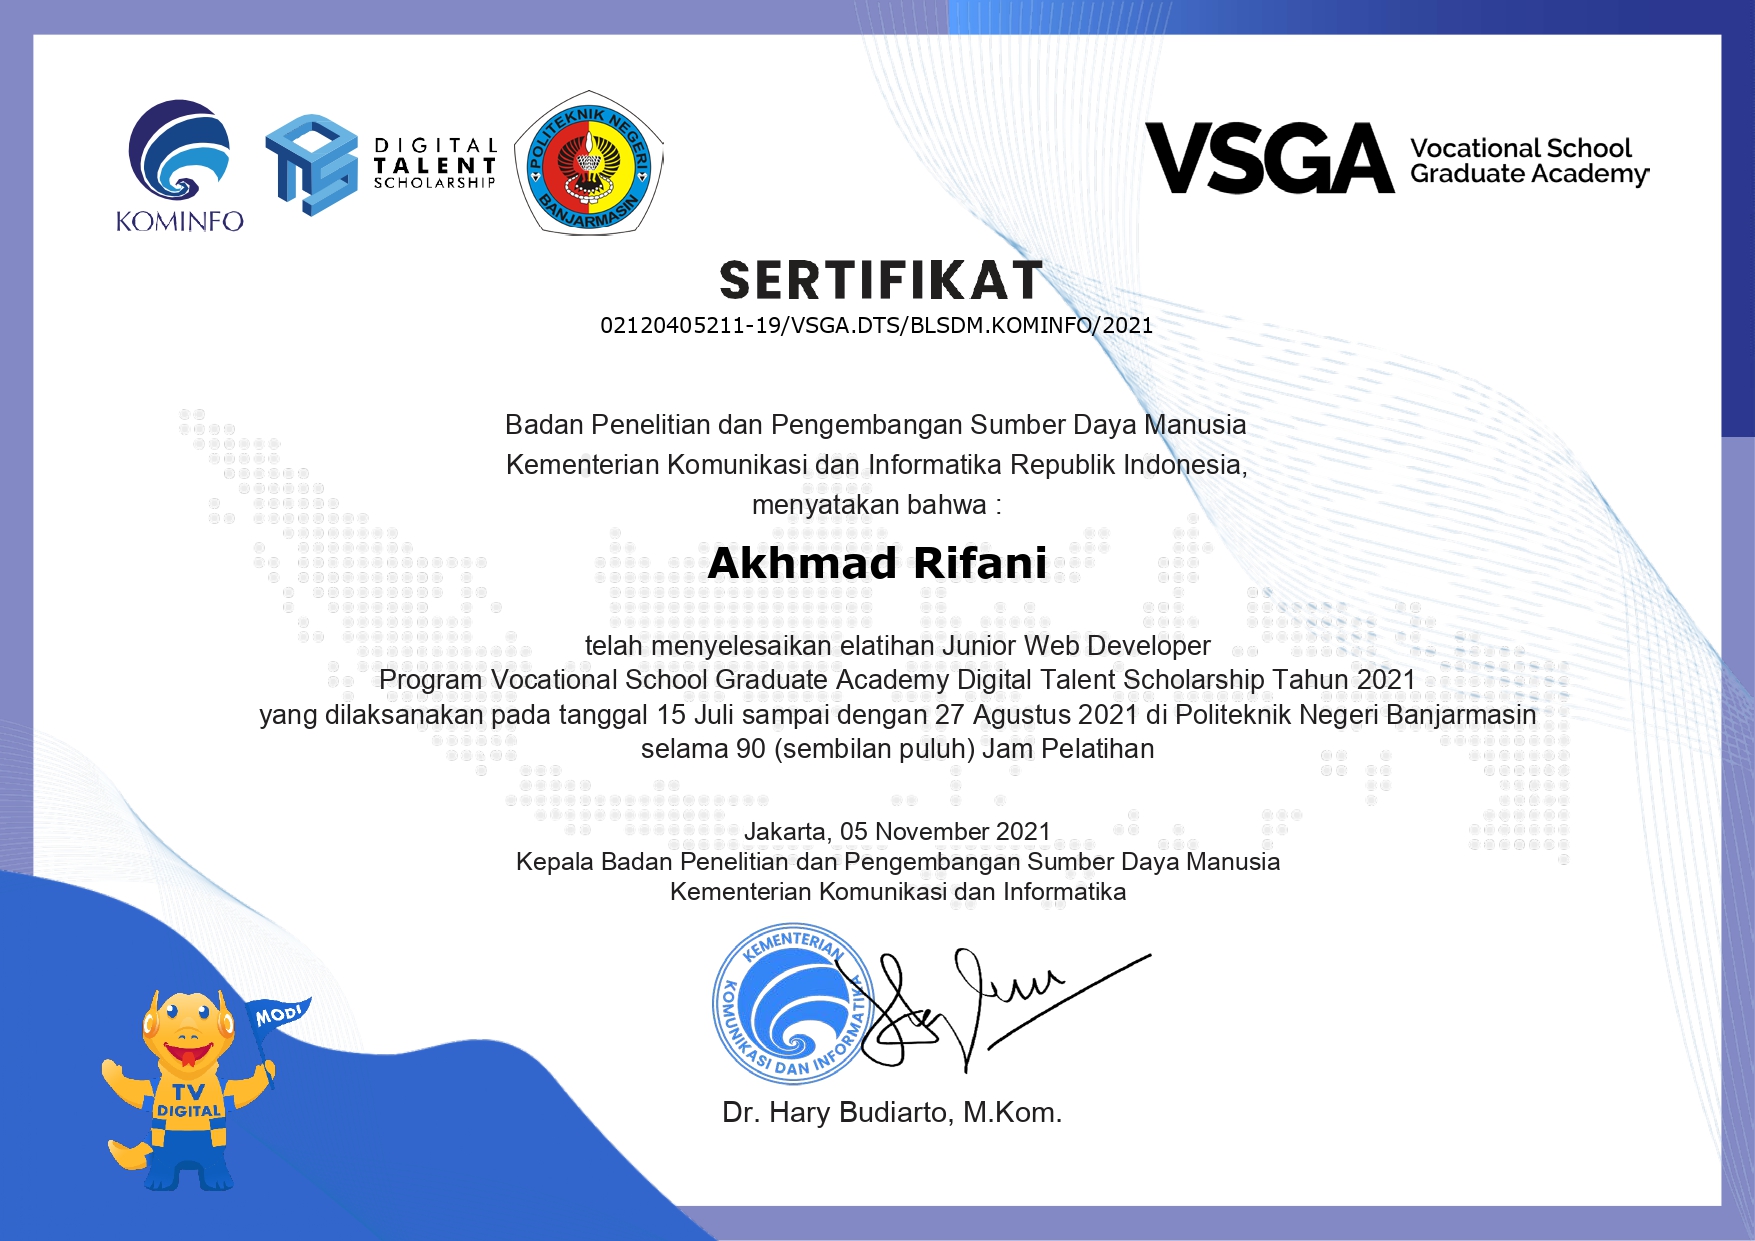 KOMINFO
DIGITAL
TALENT
SCHOLARSHIP
POLITEKNIK NEGERI
BANJARMASIN
VSGA
Vocational School
Graduate Academy
SERTIFIKAT
02120405211-19/VSGA.DTS/BLSDM.KOMINFO/2021
Badan Penelitian dan Pengembangan Sumber Daya Manusia
Kementerian Komunikasi dan Informatika Republik Indonesia,
menyatakan bahwa :
Akhmad Rifani
telah menyelesaikan elatihan Junior Web Developer
Program Vocational School Graduate Academy Digital Talent Scholarship Tahun 2021
yang dilaksanakan pada tanggal 15 Juli sampai dengan 27 Agustus 2021 di Politeknik Negeri Banjarmasin
selama 90 (sembilan puluh) Jam Pelatihan
Jakarta, 05 November 2021
Kepala Badan Penelitian dan Pengembangan Sumber Daya Manusia
Kementerian Komunikasi dan Informatika
KEMENTERIAN
KOMUNIKASI DAN INFORMATIKA
Dr. Hary Budiarto, M.Kom.
MODI
TV
DIGITAL